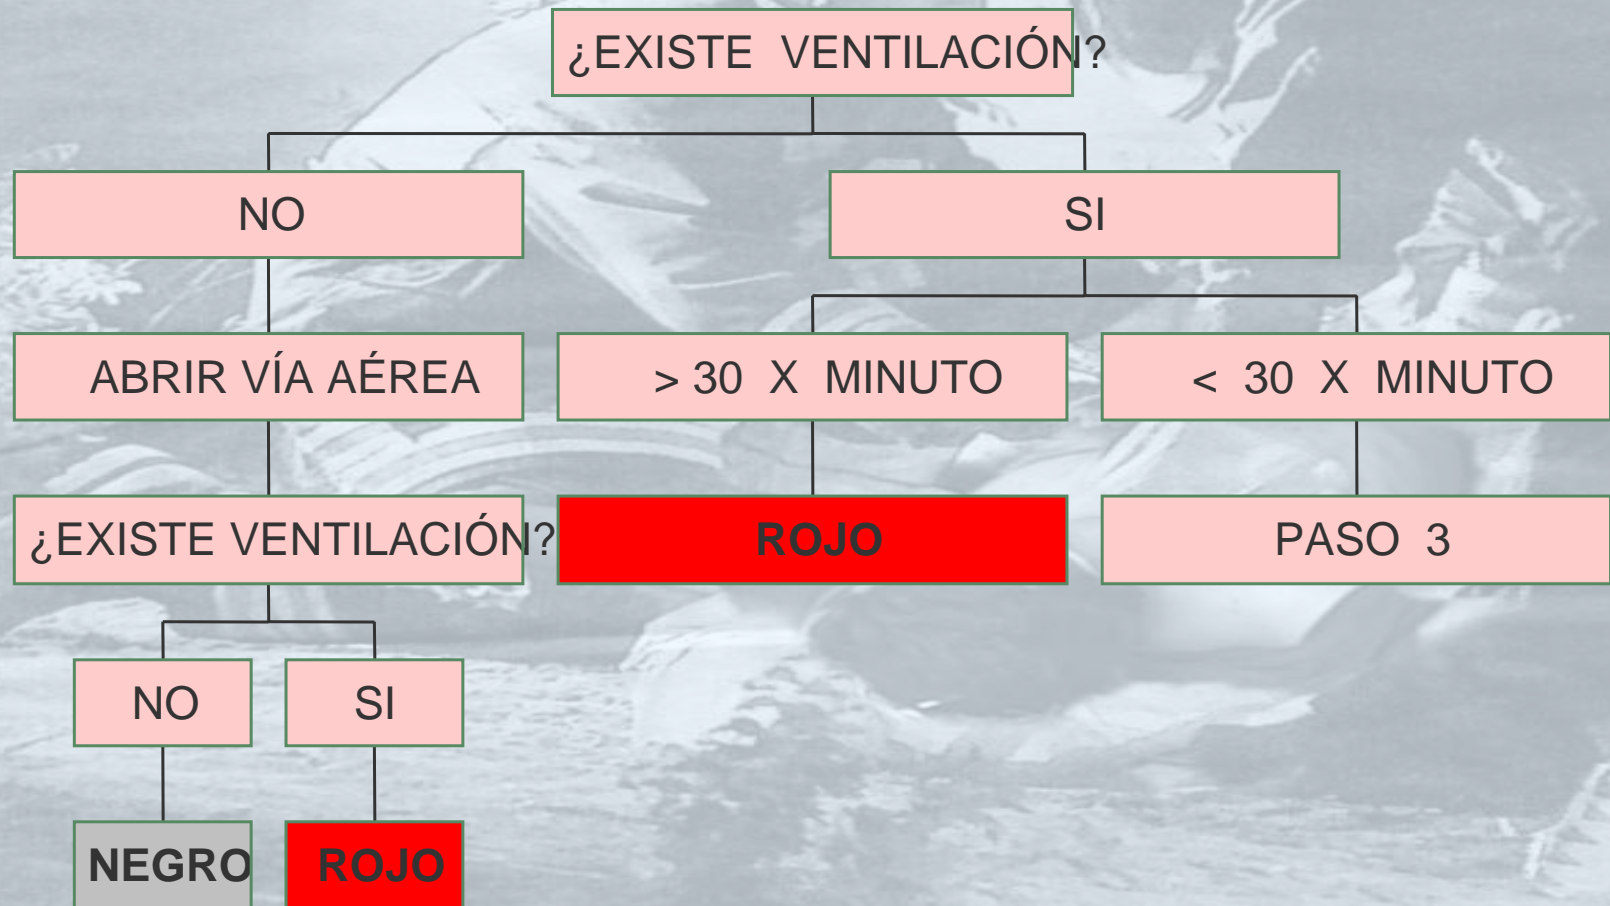 ¿EXISTE VENTILACIÓN?
NO
SI
ABRIR VÍA AÉREA
> 30 X MINUTO
< 30 X MINUTO
¿EXISTE VENTILACIÓN?
ROJO
PASO 3
NO
SI
NEGRO
ROJO